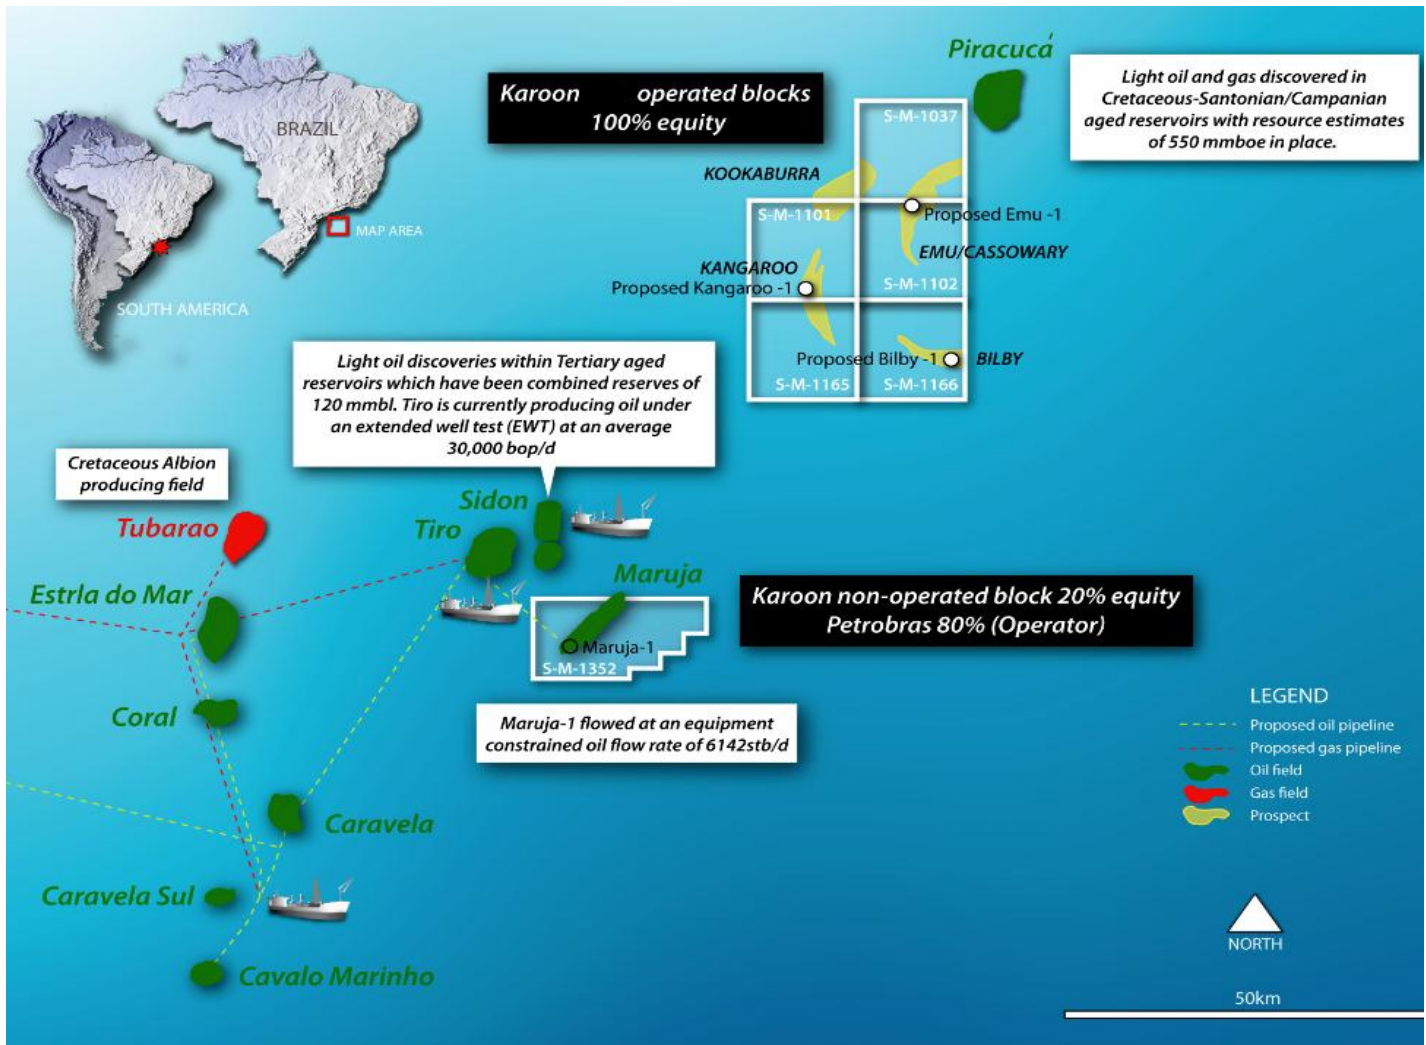 BRAZIL
MAP AREA
SOUTH AMERICA
Karoon operated blocks
100% equity
Piracucá
Light oil and gas discovered in
Cretaceous-Santonian/Campanian
aged reservoirs with resource estimates
of 550 mmboe in place.
S-M-1037
KOOKABURRA
S-M-1101
Proposed Emu -1
EMU/CASSOWARY
KANGAROO
Proposed Kangaroo -1
S-M-1102
Proposed Bilby -1
BILBY
S-M-1165
S-M-1166
Light oil discoveries within Tertiary aged
reservoirs which have been combined reserves of
120 mmbl. Tiro is currently producing oil under
an extended well test (EWT) at an average
30,000 bop/d
Cretaceous Albion
producing field
Tubarao
Sidon
Tiro
Estrla do Mar
Maruja
Maruja-1
S-M-1352
Karoon non-operated block 20% equity
Petrobras 80% (Operator)
Coral
Maruja-1 flowed at an equipment
constrained oil flow rate of 6142stb/d
Caravela
Caravela Sul
Cavalo Marinho
LEGEND
Proposed oil pipeline
Proposed gas pipeline
Oil field
Gas field
Prospect
NORTH
50km